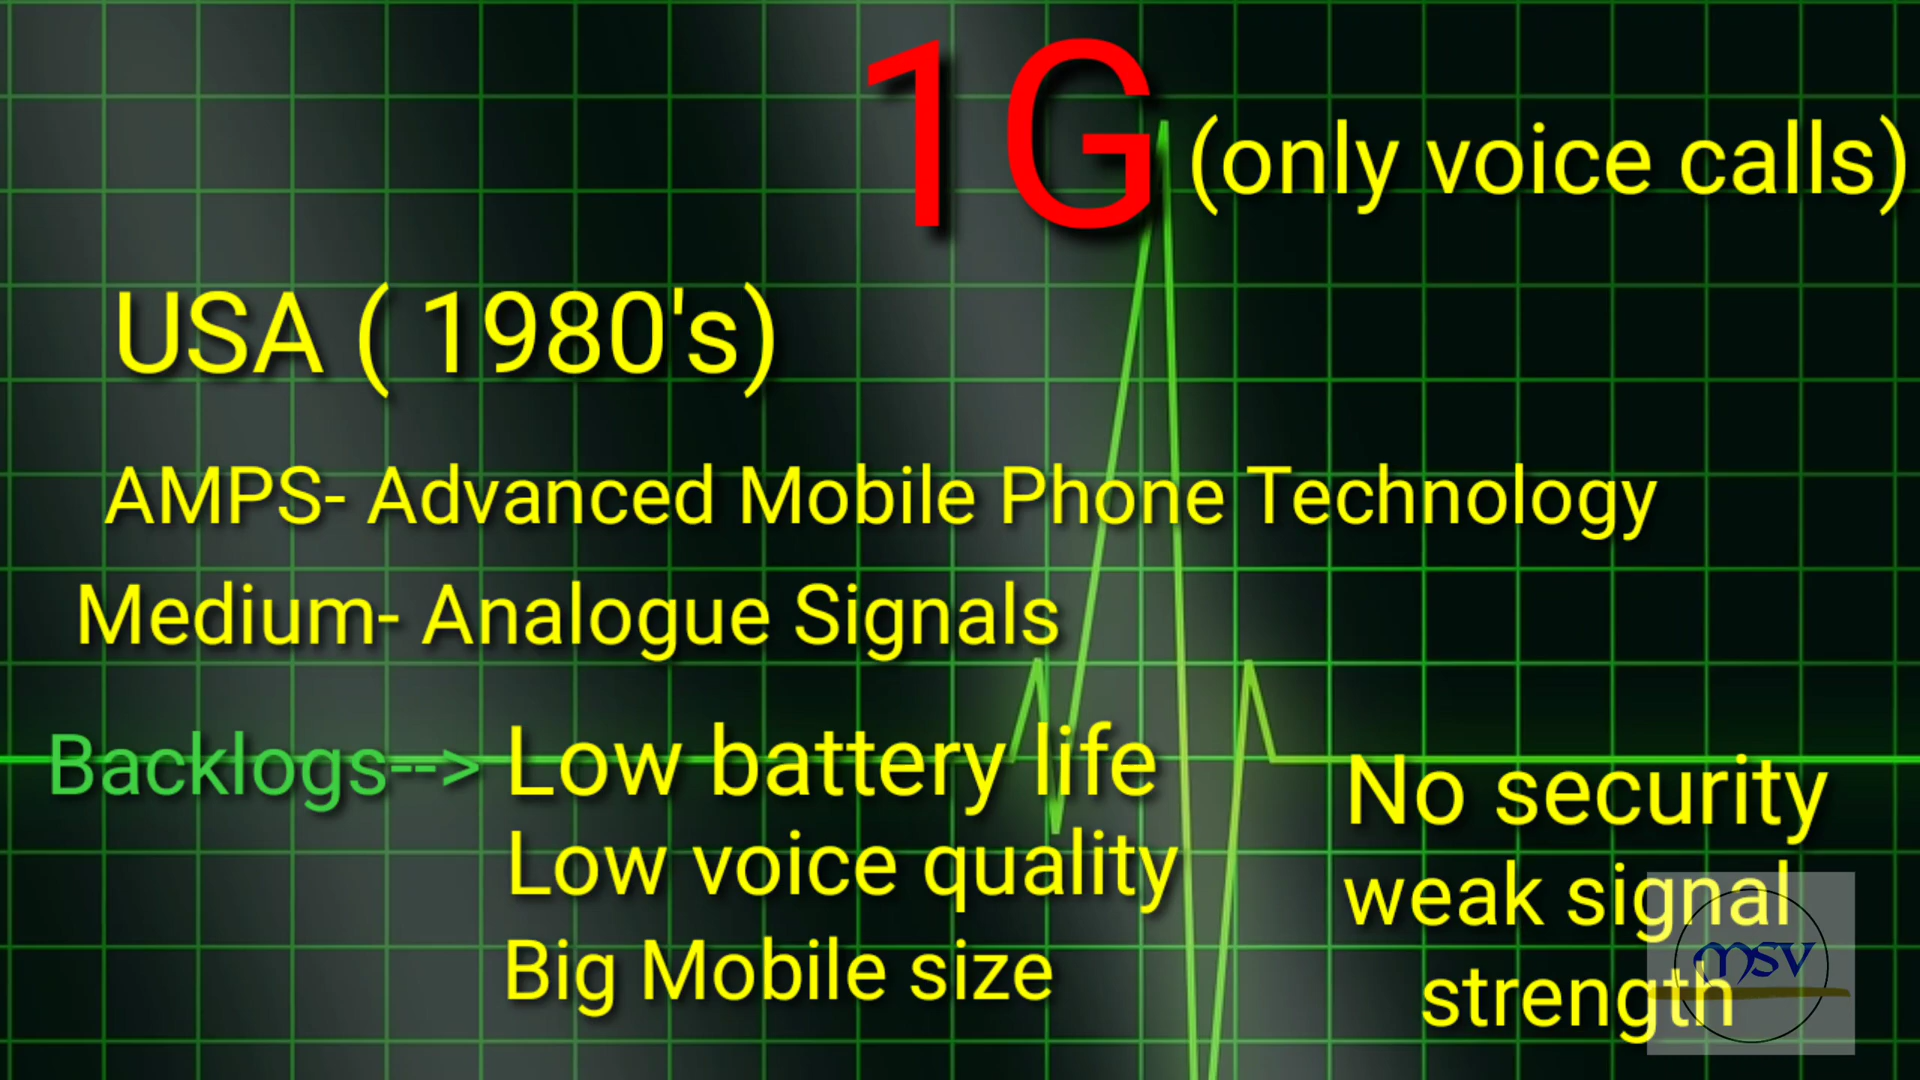 1G
(only voice calls)
USA ( 1980's)
AMPS- Advanced Mobile Phone Technology
Medium- Analogue Signals
Backlogs--> Low battery life
Low voice quality
Big Mobile size
No security
weak signal
strength
msv